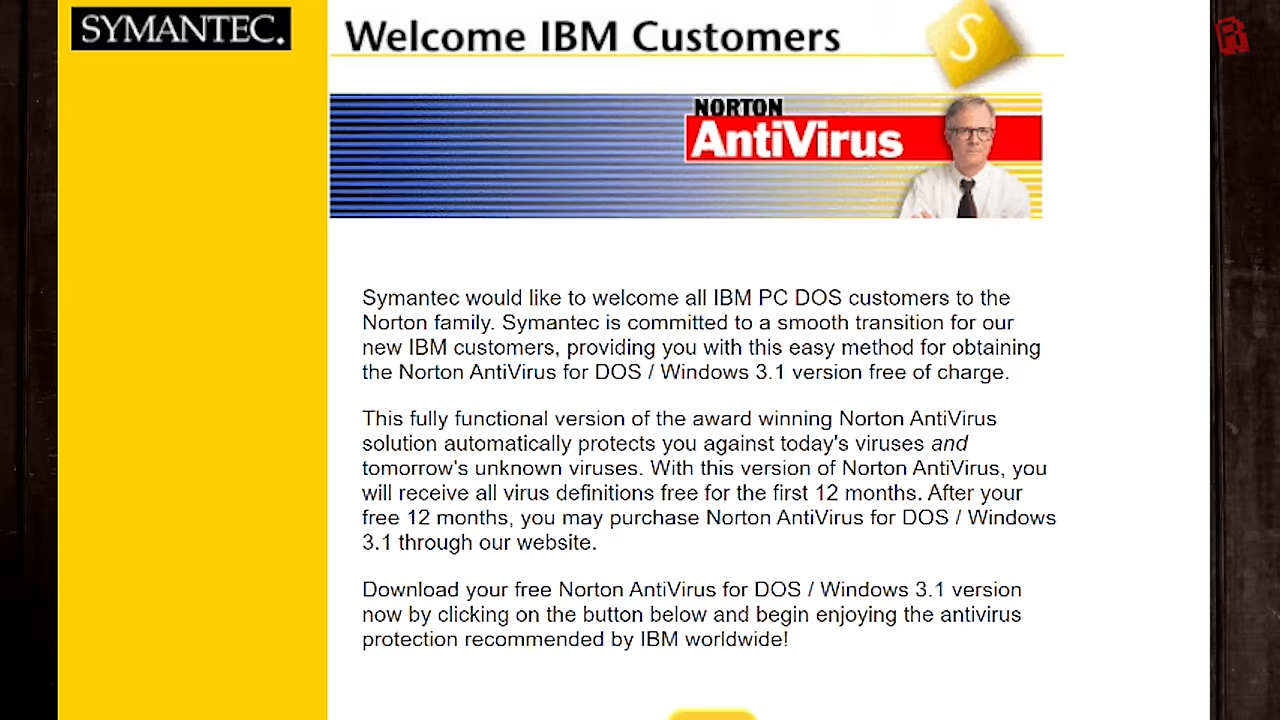 SYMANTEC.
Welcome IBM Customers
S
NORTON
AntiVirus
Symantec would like to welcome all IBM PC DOS customers to the
Norton family. Symantec is committed to a smooth transition for our
new IBM customers, providing you with this easy method for obtaining
the Norton AntiVirus for DOS / Windows 3.1 version free of charge.
This fully functional version of the award winning Norton AntiVirus
solution automatically protects you against today's viruses and
tomorrow's unknown viruses. With this version of Norton AntiVirus, you
will receive all virus definitions free for the first 12 months. After your
free 12 months, you may purchase Norton AntiVirus for DOS / Windows
3.1 through our website.
Download your free Norton AntiVirus for DOS / Windows 3.1 version
now by clicking on the button below and begin enjoying the antivirus
protection recommended by IBM worldwide!